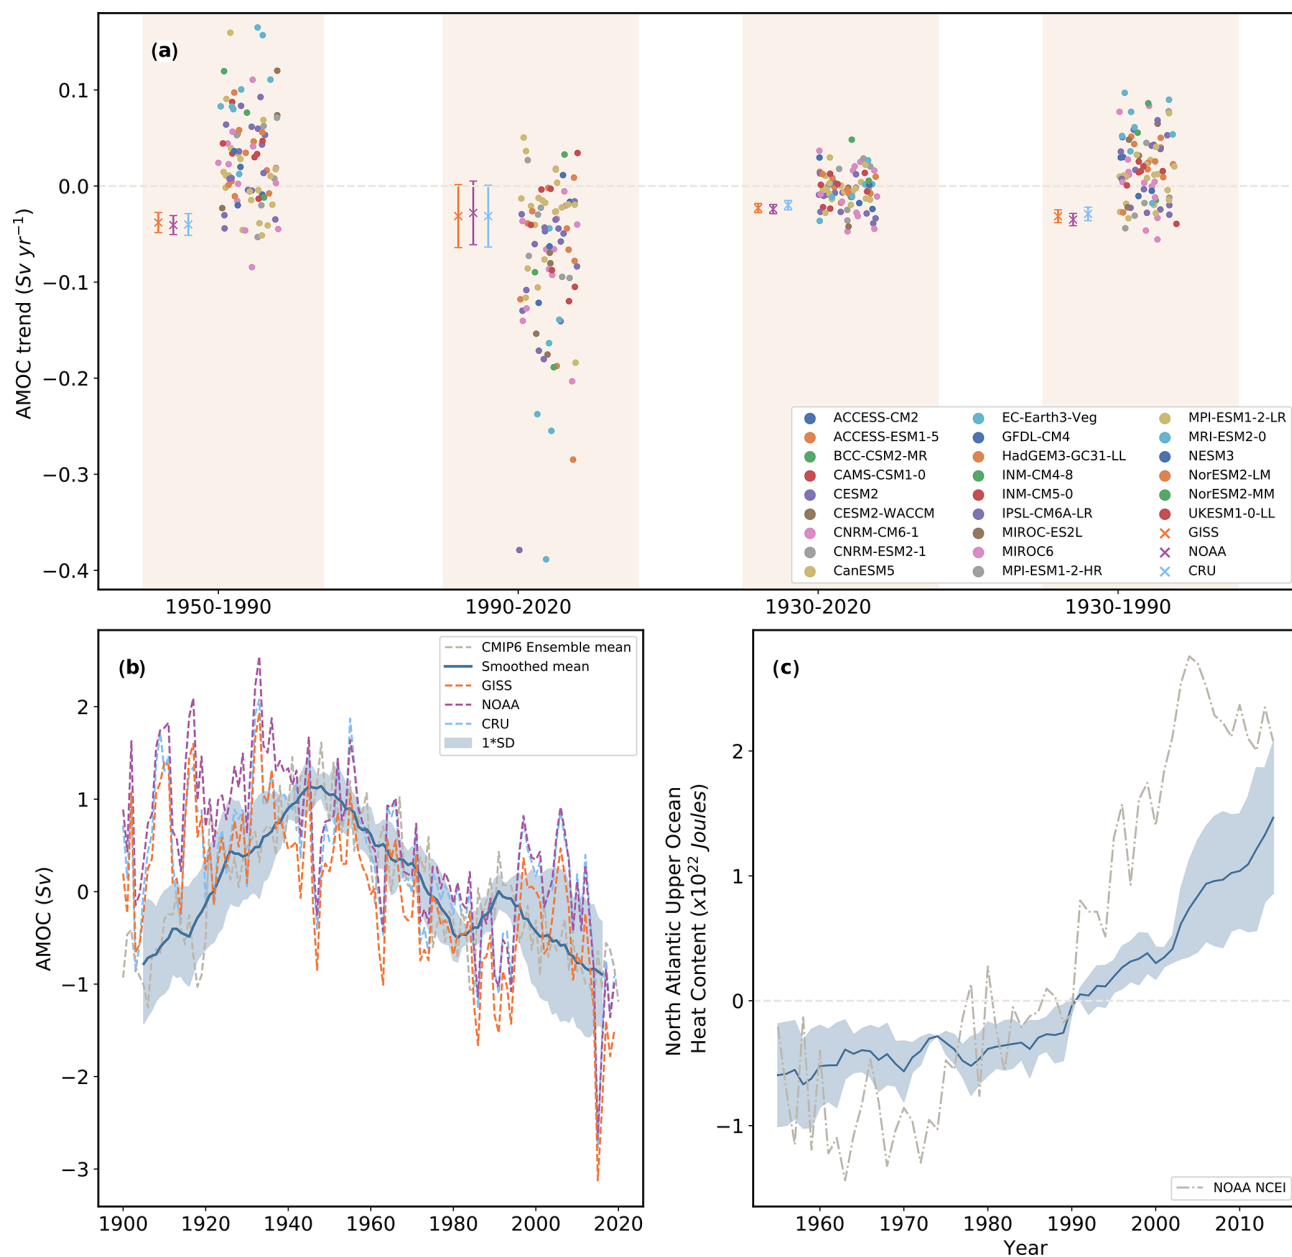 (a)
AMOC trend (Sv yr⁻¹)
0.1
0.0
−0.1
−0.2
−0.3
−0.4
1950-1990
1990-2020
1930-2020
1930-1990
ACCESS-CM2
ACCESS-ESM1-5
BCC-CSM2-MR
CAMS-CSM1-0
CESM2
CESM2-WACCM
CNRM-CM6-1
CNRM-ESM2-1
CanESM5
EC-Earth3-Veg
GFDL-CM4
HadGEM3-GC31-LL
INM-CM4-8
INM-CM5-0
IPSL-CM6A-LR
MIROC-ES2L
MIROC6
MPI-ESM1-2-HR
MPI-ESM1-2-LR
MRI-ESM2-0
NESM3
NorESM2-LM
NorESM2-MM
UKESM1-0-LL
GISS
NOAA
CRU
(b)
AMOC (Sv)
2
1
0
−1
−2
−3
1900
1920
1940
1960
1980
2000
2020
CMIP6 Ensemble mean
Smoothed mean
GISS
NOAA
CRU
1*SD
(c)
North Atlantic Upper Ocean
Heat Content (x10²² Joules)
2
1
0
−1
1960
1970
1980
1990
2000
2010
Year
NOAA NCEI